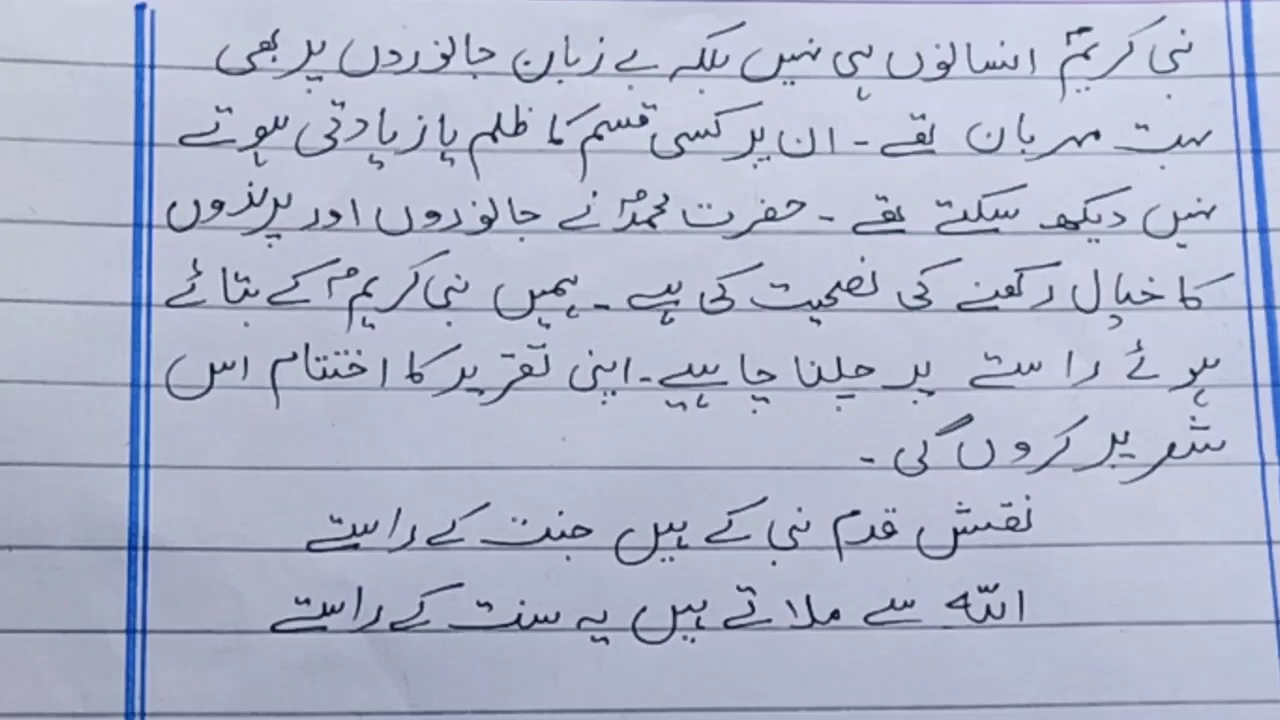 نبی کریمؐ انسانوں ہی نہیں بلکہ بے زبان جانوروں پر بھی
بہت مہربان تھے۔ ان پر کسی قسم کا ظلم یا زیادتی ہوتے
نہیں دیکھ سکتے تھے۔ حضرت محمدؐ نے جانوروں اور پرندوں
کا خیال رکھنے کی نصیحت کی ہے۔ ہمیں نبی کریمؐ کے بتائے
ہوئے راستے پر چلنا چاہیے۔ اپنی تقریر کا اختتام اس
شعر پر کروں گی۔
نقش قدم نبی کے ہیں جنت کے راستے
اللہ سے ملاتے ہیں یہ سنت کے راستے